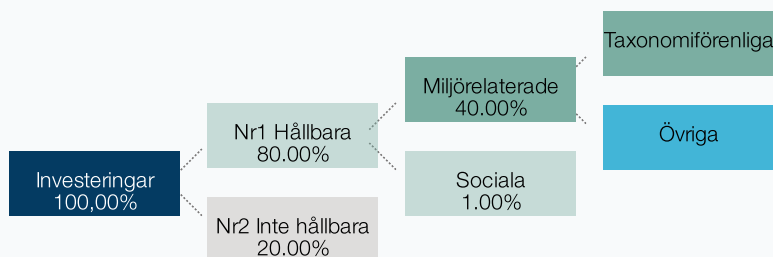 Investeringar
100,00%
Nr1 Hållbara
80.00%
Nr2 Inte hållbara
20.00%
Miljörelaterade
40.00%
Sociala
1.00%
Taxonomiförenliga
Övriga